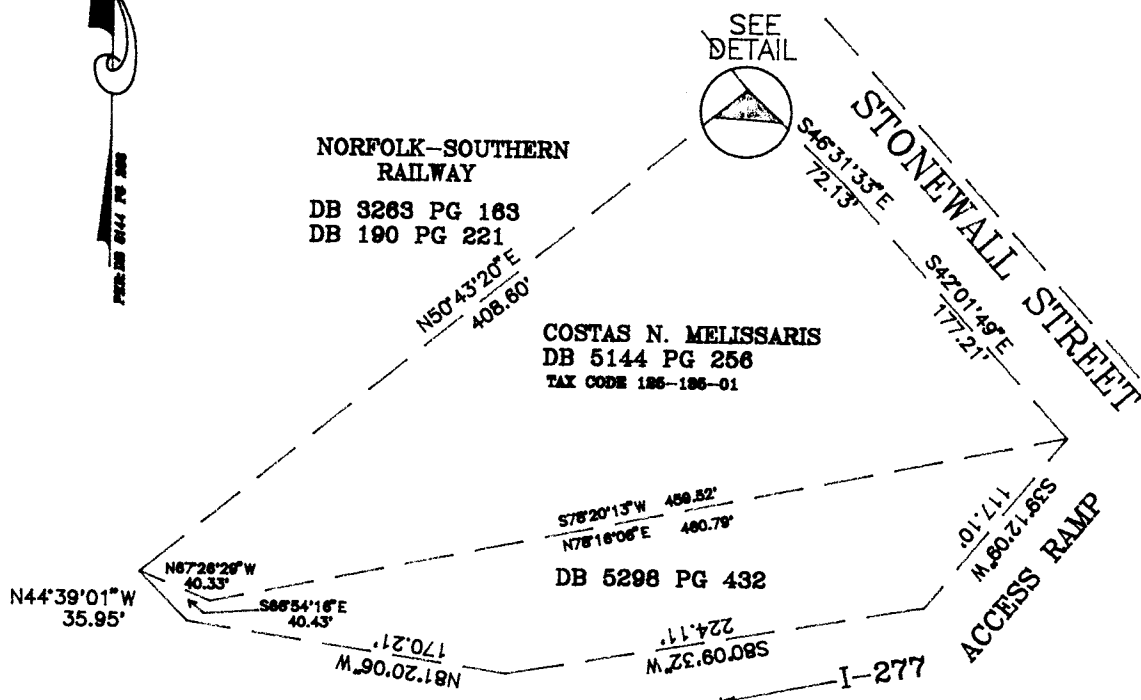 SEE
DETAIL
STONEWALL STREET
NORFOLK-SOUTHERN
RAILWAY
DB 3263 PG 163
DB 190 PG 221
S46°31'33"E
72.13'
S42°01'49"E
177.21'
N50°43'20"E
408.60'
COSTAS N. MELISSARIS
DB 5144 PG 256
TAX CODE 125-125-01
S78°20'13"W 459.52'
N78°16'06"E 460.79'
DB 5298 PG 432
S39°12'09"W
117.10'
ACCESS RAMP
N67°26'29"W
40.33'
S66°54'16"E
40.43'
N44°39'01"W
35.95'
N81°20'06"W
170.21'
S80°09'32"W
224.11'
I-277